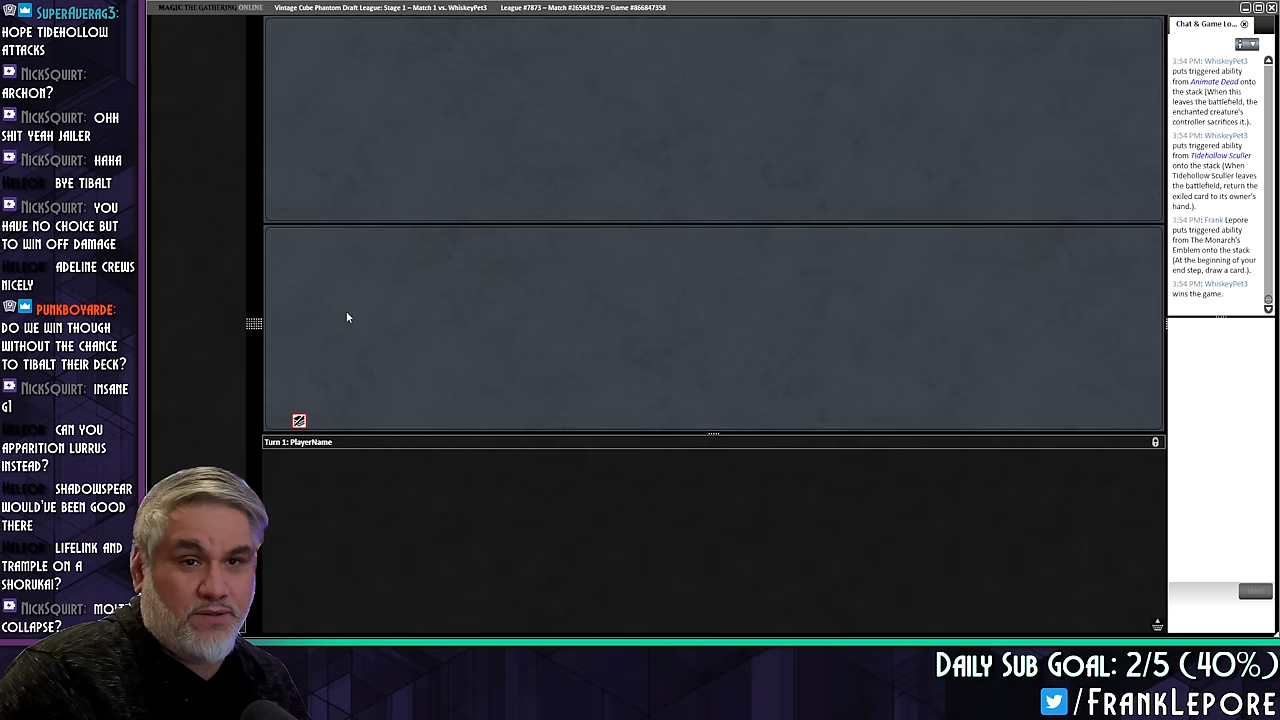 SUPERAVERAG3:
HOPE TIDEHOLLOW
ATTACKS
NICKSQUIRT:
ARCHON?
NICKSQUIRT: OHH
SHIT YEAH JAILER
NICKSQUIRT: HAHA
BYE TIBALT
NICKSQUIRT: YOU
HAVE NO CHOICE BUT
TO WIN OFF DAMAGE
ADELINE CREWS
NICELY
PUNKBOYARDE:
DO WE WIN THOUGH
WITHOUT THE CHANCE
TO TIBALT THEIR DECK?
NICKSQUIRT: INSANE
G1
CAN YOU
APPARITION LURRUS
INSTEAD?
SHADOWSPEAR
WOULD'VE BEEN GOOD
THERE
LIFELINK AND
TRAMPLE ON A
SHORUKAI?
NICKSQUIRT:
COLLAPSE?
MAGIC THE GATHERING ONLINE
Vintage Cube Phantom Draft League: Stage 1 – Match 1 vs. WhiskeyPet3
League #7873 – Match #265843239 – Game #866847358
Turn 1: PlayerName
Chat & Game Lo...
3:54 PM: WhiskeyPet3
puts triggered ability
from Animate Dead onto
the stack (When this
leaves the battlefield, the
enchanted creature's
controller sacrifices it.).
3:54 PM: WhiskeyPet3
puts triggered ability
from Tidehollow Sculler
onto the stack (When
Tidehollow Sculler leaves
the battlefield, return the
exiled card to its owner's
hand.).
3:54 PM: Frank Lepore
puts triggered ability
from The Monarch's
Emblem onto the stack
(At the beginning of your
end step, draw a card.).
3:54 PM: WhiskeyPet3
wins the game.
SEND
DAILY SUB GOAL: 2/5 (40%)
/FRANKLEPORE